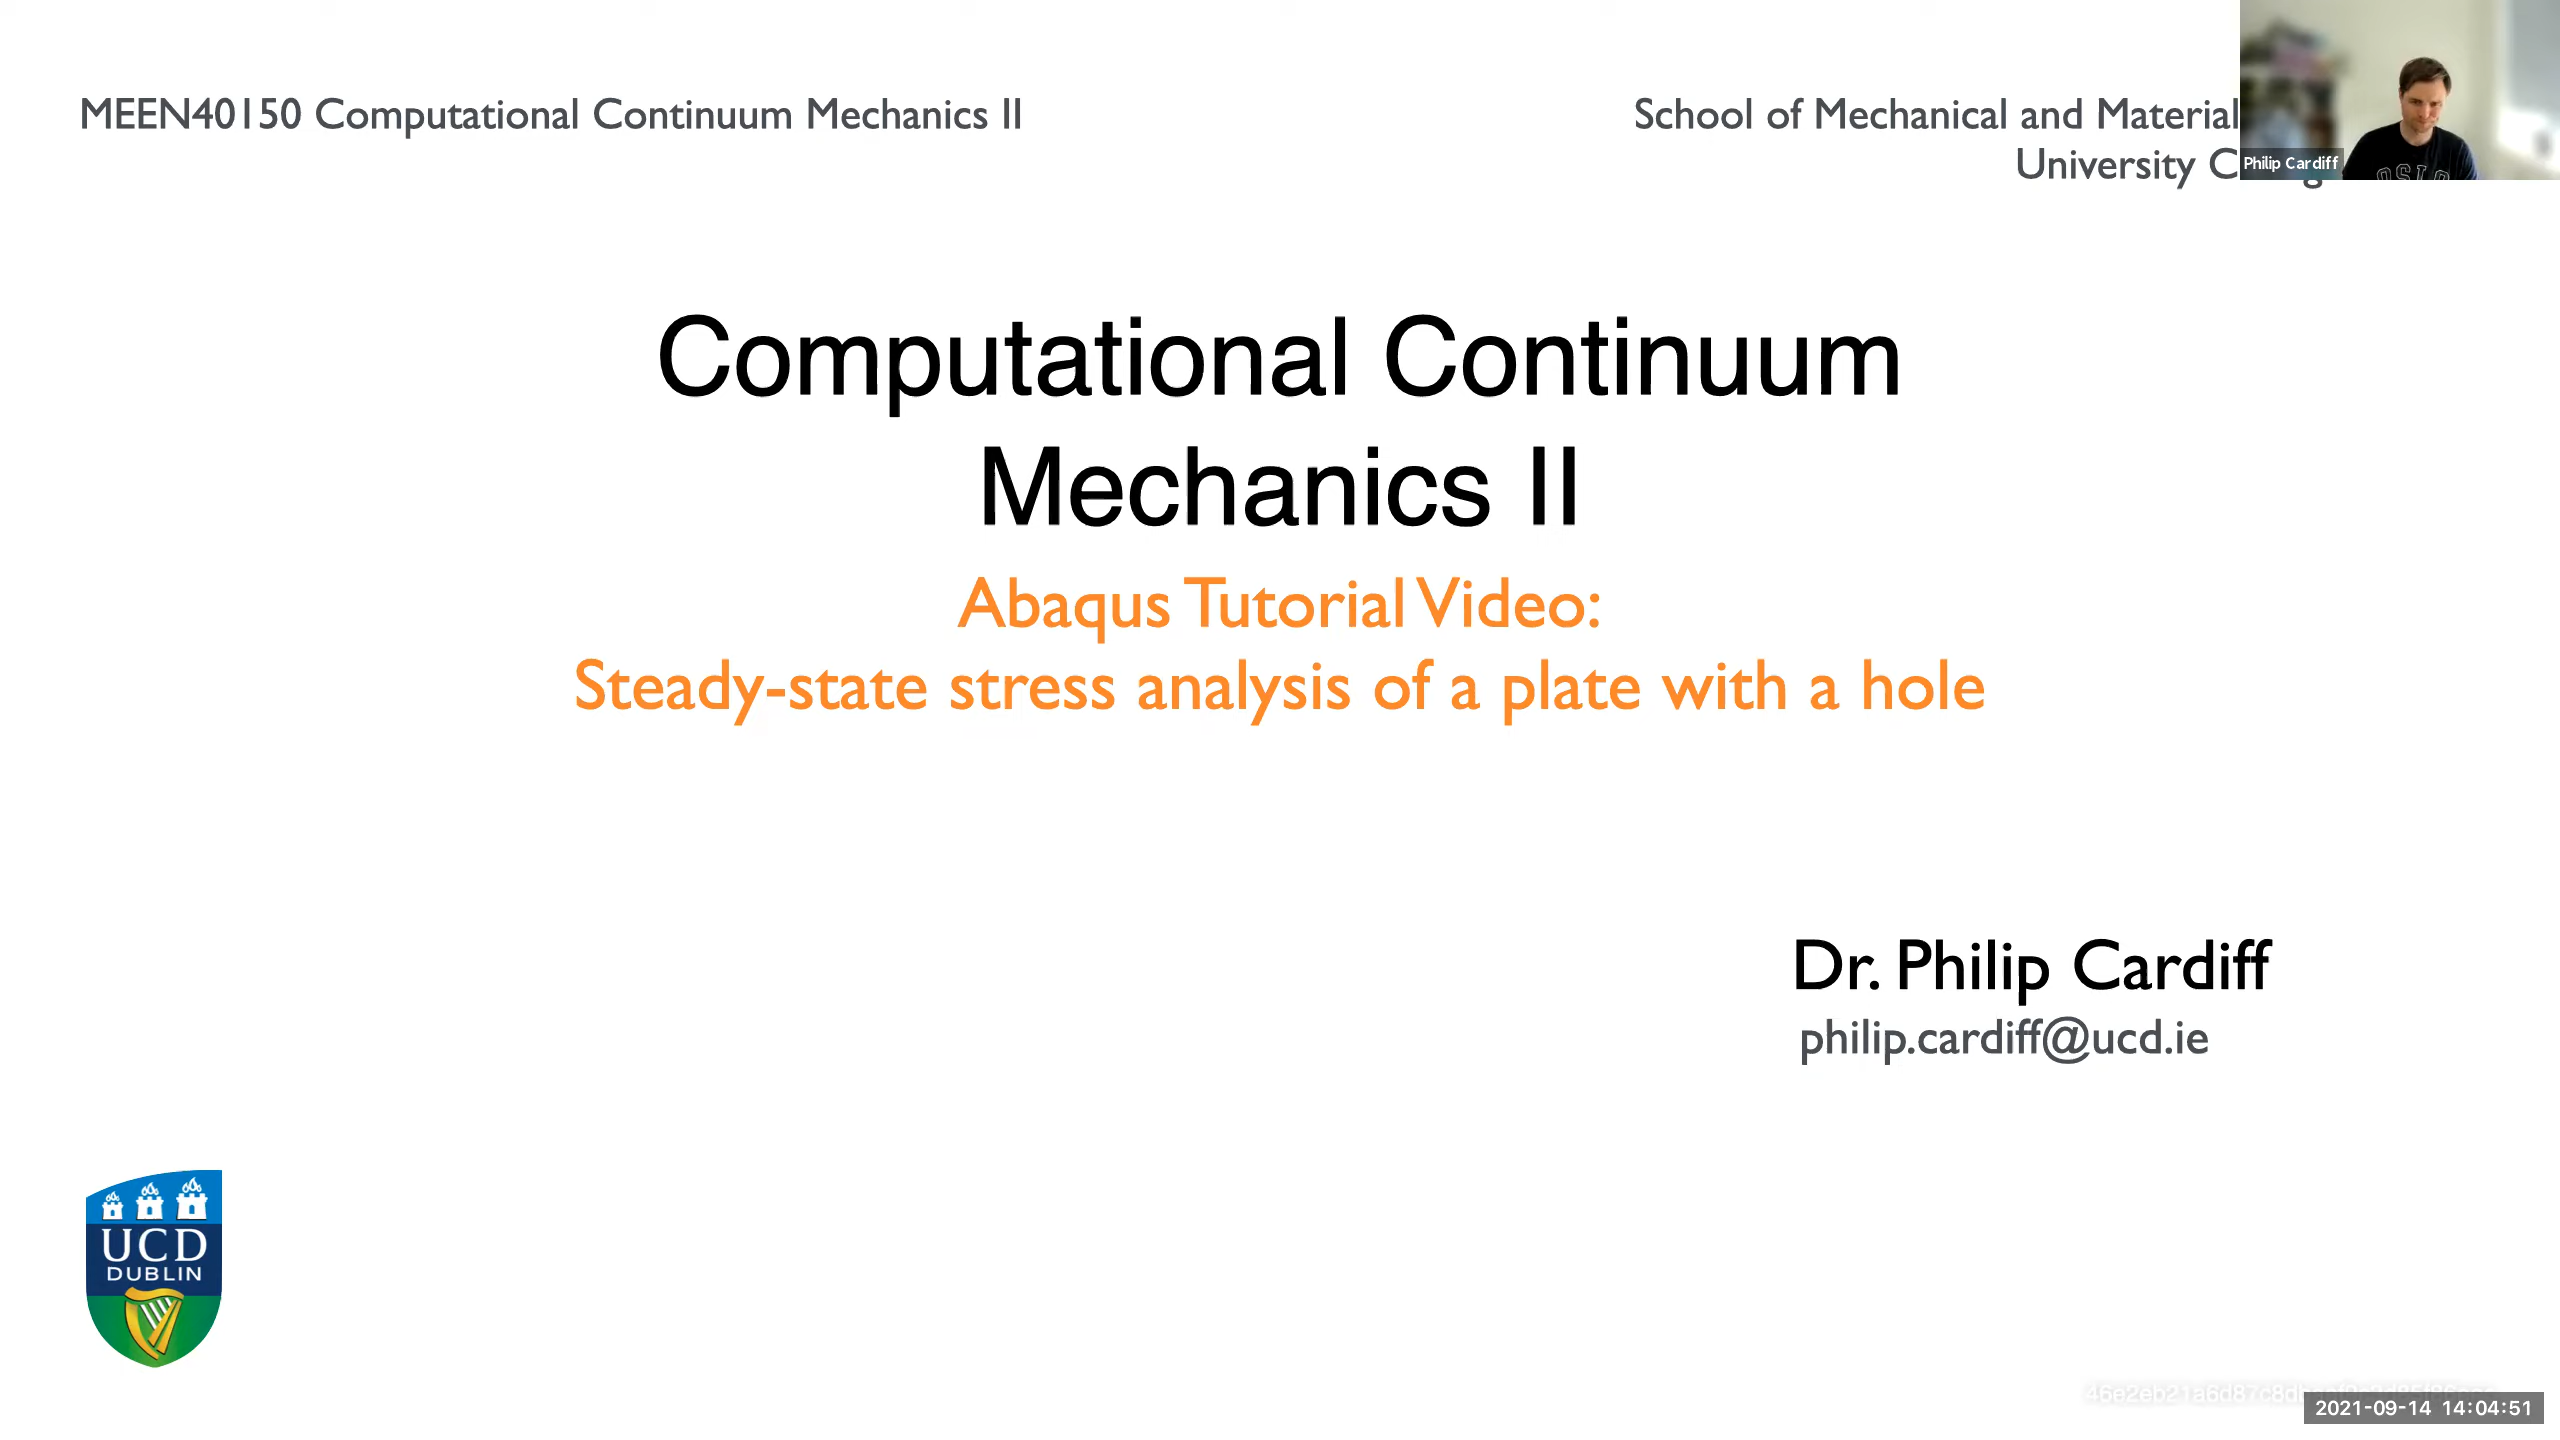 MEEN40150 Computational Continuum Mechanics II
School of Mechanical and Material
University
Philip Cardiff
OSLO
Computational Continuum
Mechanics II
Abaqus Tutorial Video:
Steady-state stress analysis of a plate with a hole
Dr. Philip Cardiff
philip.cardiff@ucd.ie
UCD
DUBLIN
2021-09-14 14:04:51